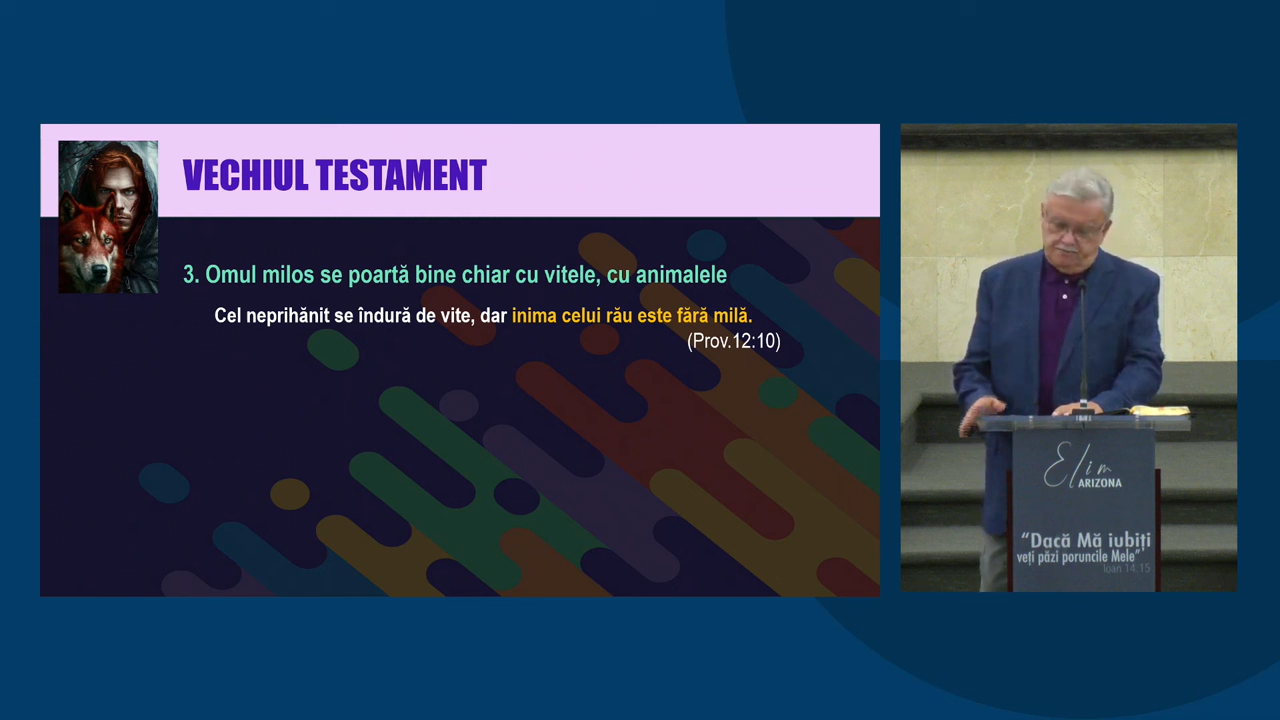 VECHIUL TESTAMENT
3. Omul milos se poartă bine chiar cu vitele, cu animalele
Cel neprihănit se îndură de vite, dar inima celui rău este fără milă.
(Prov.12:10)
Elim
ARIZONA
“Dacă Mă iubiți
veți păzi poruncile Mele”
Ioan 14:15